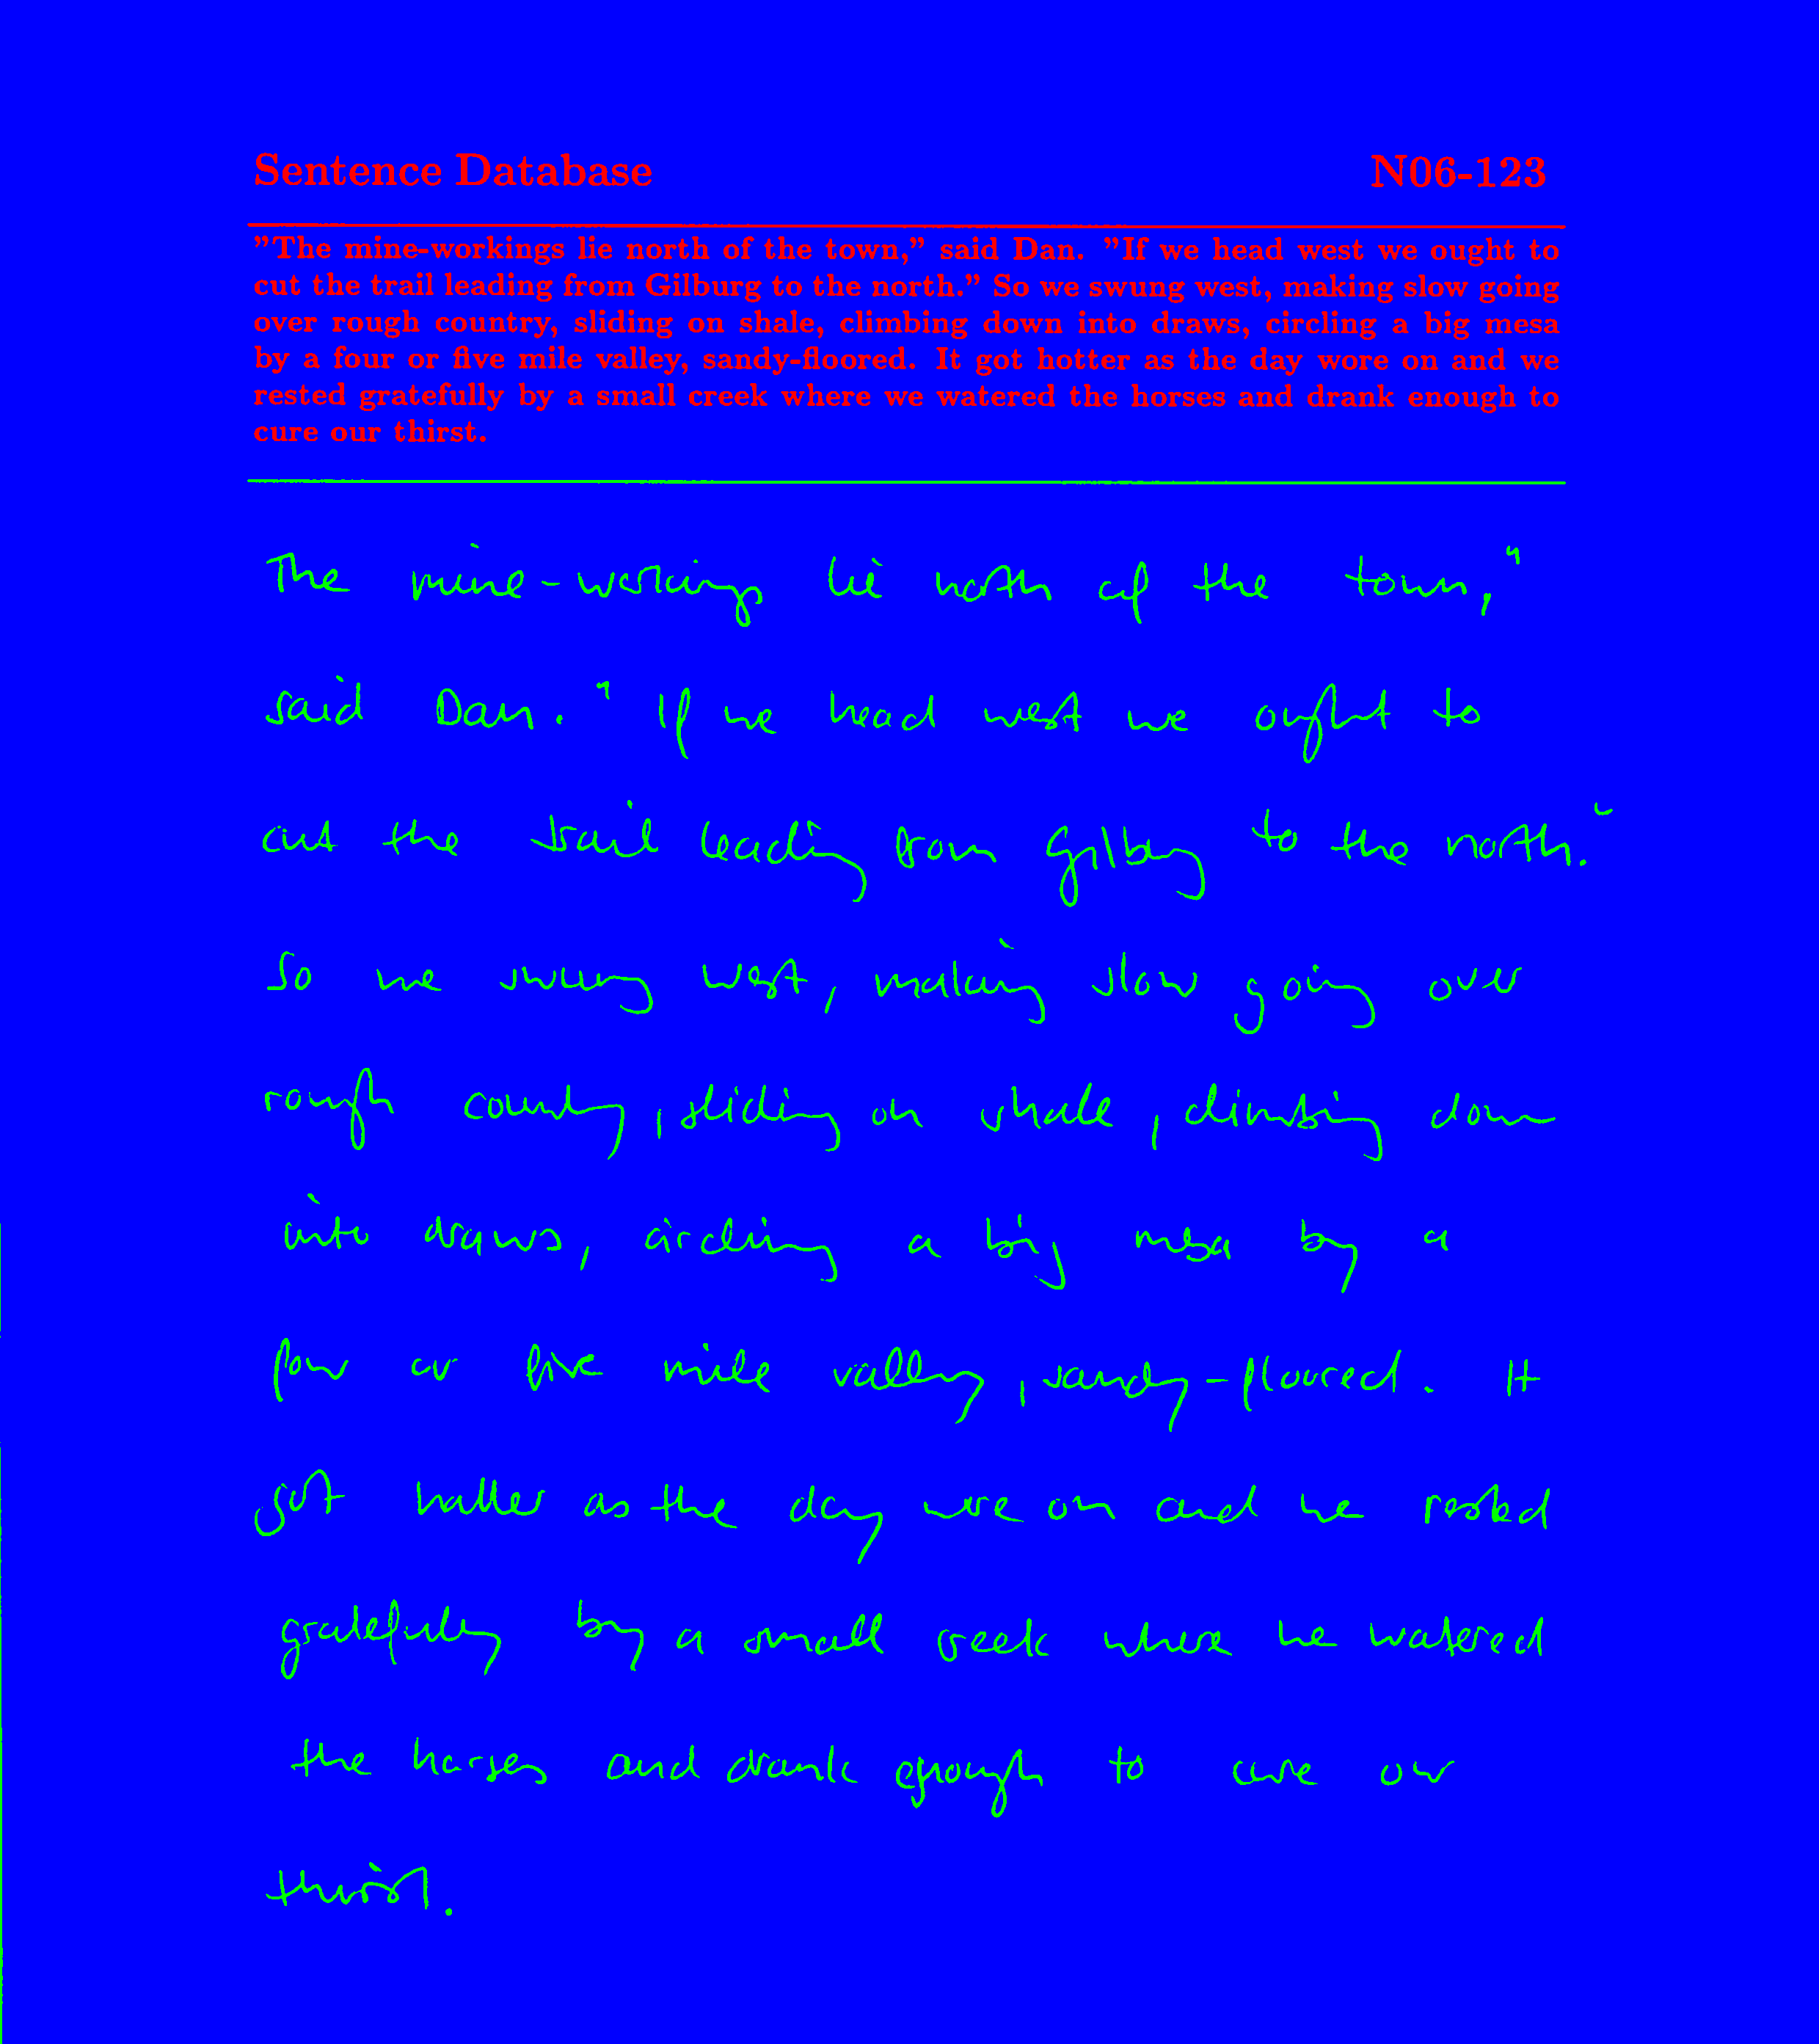 Sentence Database N06-123
"The mine-workings lie north of the town," said Dan. "If we head west we ought to
cut the trail leading from Gilburg to the north." So we swung west, making slow going
over rough country, sliding on shale, climbing down into draws, circling a big mesa
by a four or five mile valley, sandy-floored. It got hotter as the day wore on and we
rested gratefully by a small creek where we watered the horses and drank enough to
cure our thirst.
The mine-workings lie north of the town,"
said Dan. "If we head west we ought to
cut the trail leading from Gilburg to the north."
So we swung west, making slow going over
rough country, sliding on shale, climbing down
into draws, circling a big mesa by a
four or five mile valley, sandy-floored. It
got hotter as the day wore on and we rested
gratefully by a small creek where we watered
the horses and drank enough to cure our
thirst.